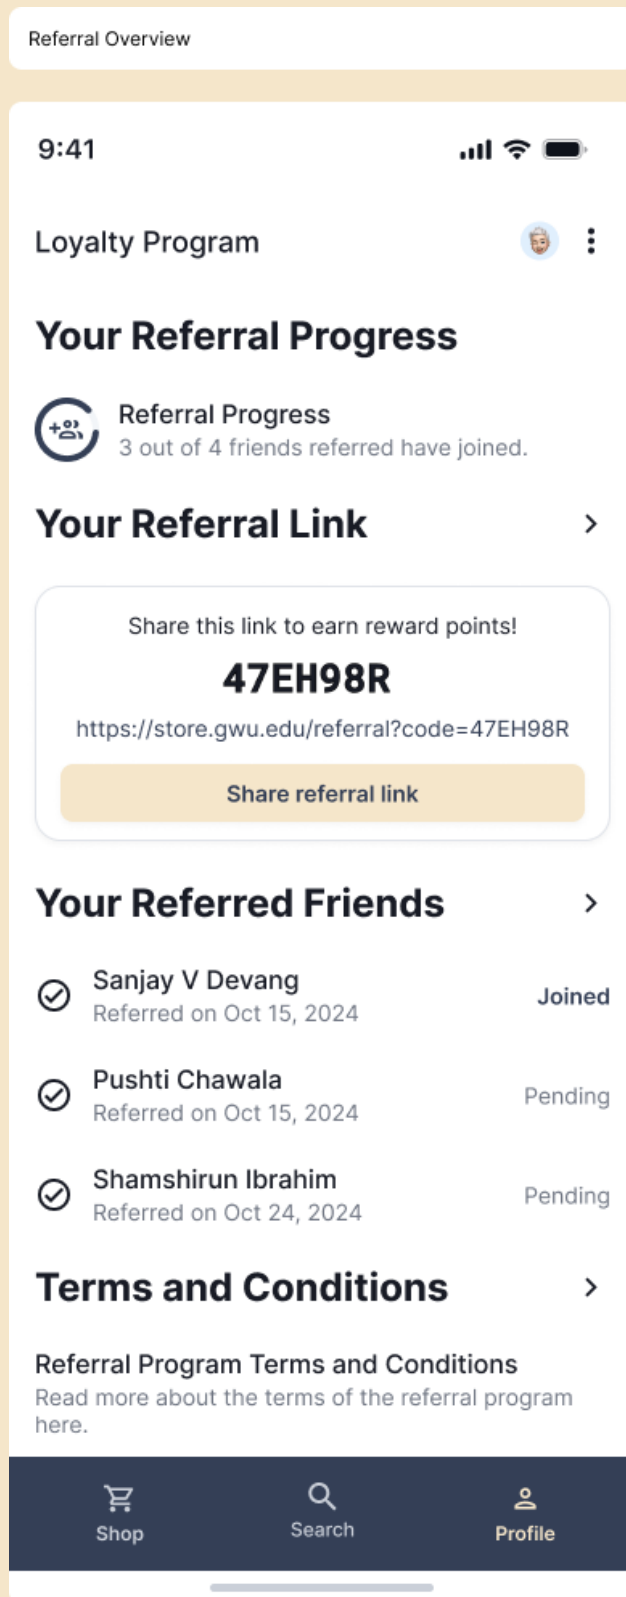 Referral Overview
9:41
Loyalty Program
Your Referral Progress
Referral Progress
3 out of 4 friends referred have joined.
Your Referral Link
Share this link to earn reward points!
47EH98R
https://store.gwu.edu/referral?code=47EH98R
Share referral link
Your Referred Friends
Sanjay V Devang
Referred on Oct 15, 2024
Joined
Pushti Chawala
Referred on Oct 15, 2024
Pending
Shamshirun Ibrahim
Referred on Oct 24, 2024
Pending
Terms and Conditions
Referral Program Terms and Conditions
Read more about the terms of the referral program
here.
Shop
Search
Profile